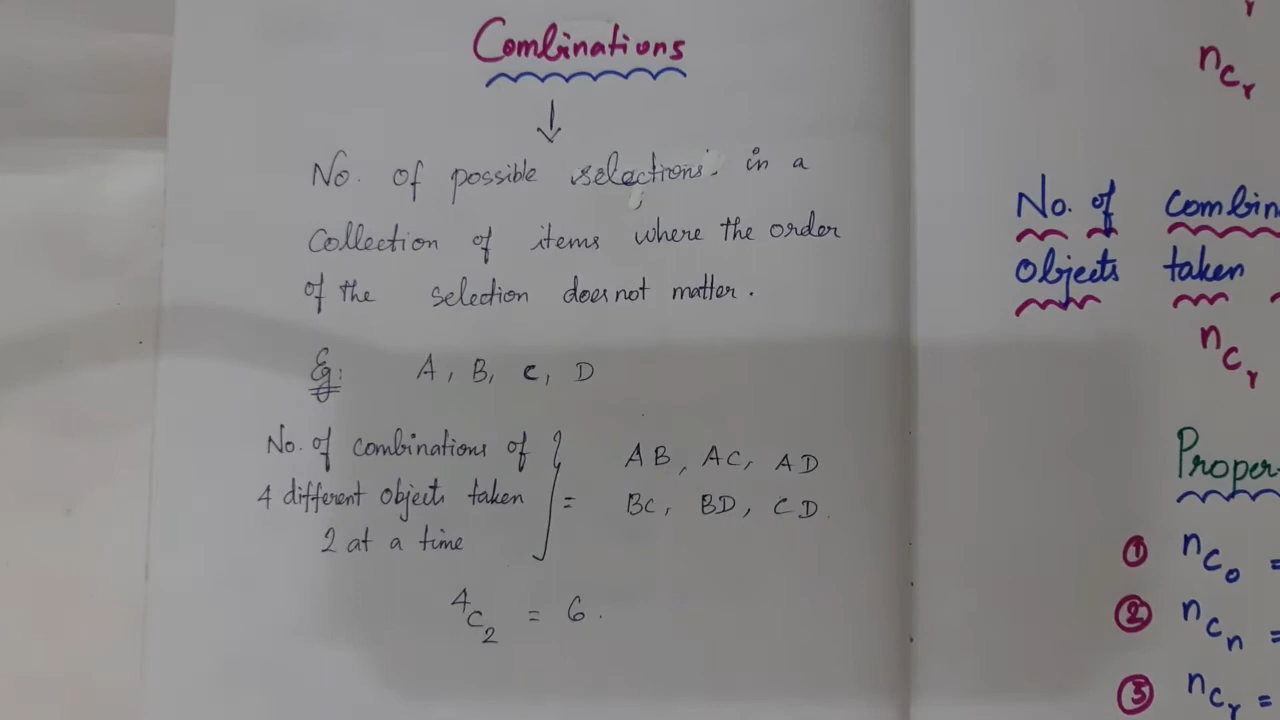 Combinations
↓
No. of possible selections. in a
Collection of items where the order
of the selection does not matter.
Eg: A, B, C, D
No. of combinations of
4 different objects taken
2 at a time
} =
AB, AC, AD
BC, BD, CD.
⁴C₂ = 6.
ⁿCᵣ
No. of
objects taken
ⁿCᵣ
① ⁿC₀ =
② ⁿCₙ =
③ ⁿCᵣ =